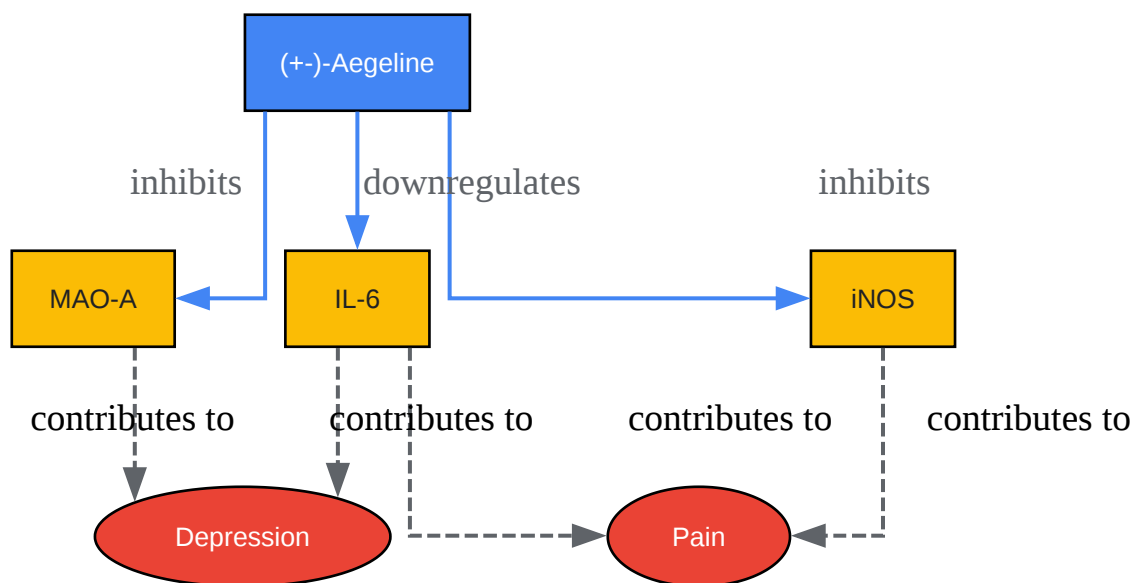 (+-)-Aegeline
inhibits
downregulates
inhibits
MAO-A
IL-6
iNOS
contributes to
contributes to
contributes to
contributes to
Depression
Pain